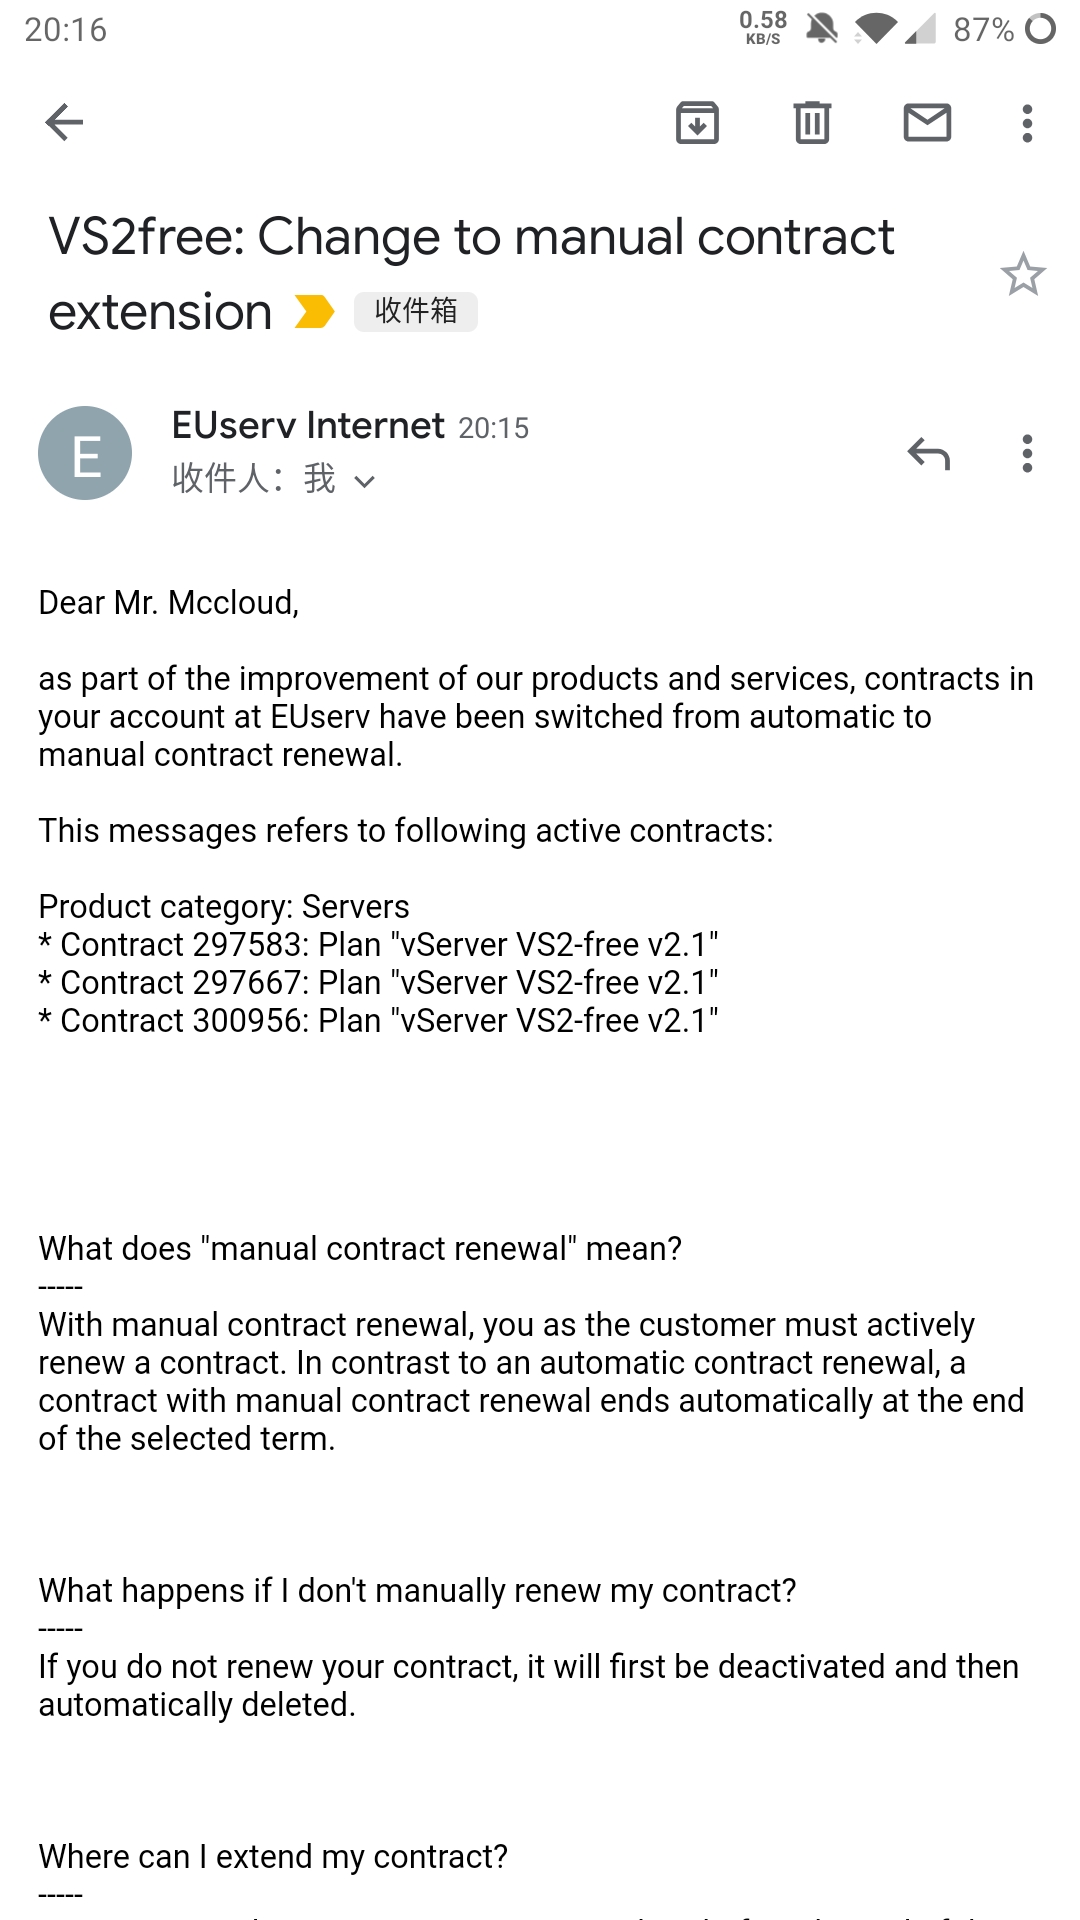 20:16
0.58
KB/S
87%
VS2free: Change to manual contract
extension 收件箱
E
EUserv Internet 20:15
收件人：我
Dear Mr. Mccloud,
as part of the improvement of our products and services, contracts in
your account at EUserv have been switched from automatic to
manual contract renewal.
This messages refers to following active contracts:
Product category: Servers
* Contract 297583: Plan "vServer VS2-free v2.1"
* Contract 297667: Plan "vServer VS2-free v2.1"
* Contract 300956: Plan "vServer VS2-free v2.1"
What does "manual contract renewal" mean?
-----
With manual contract renewal, you as the customer must actively
renew a contract. In contrast to an automatic contract renewal, a
contract with manual contract renewal ends automatically at the end
of the selected term.
What happens if I don't manually renew my contract?
-----
If you do not renew your contract, it will first be deactivated and then
automatically deleted.
Where can I extend my contract?
-----